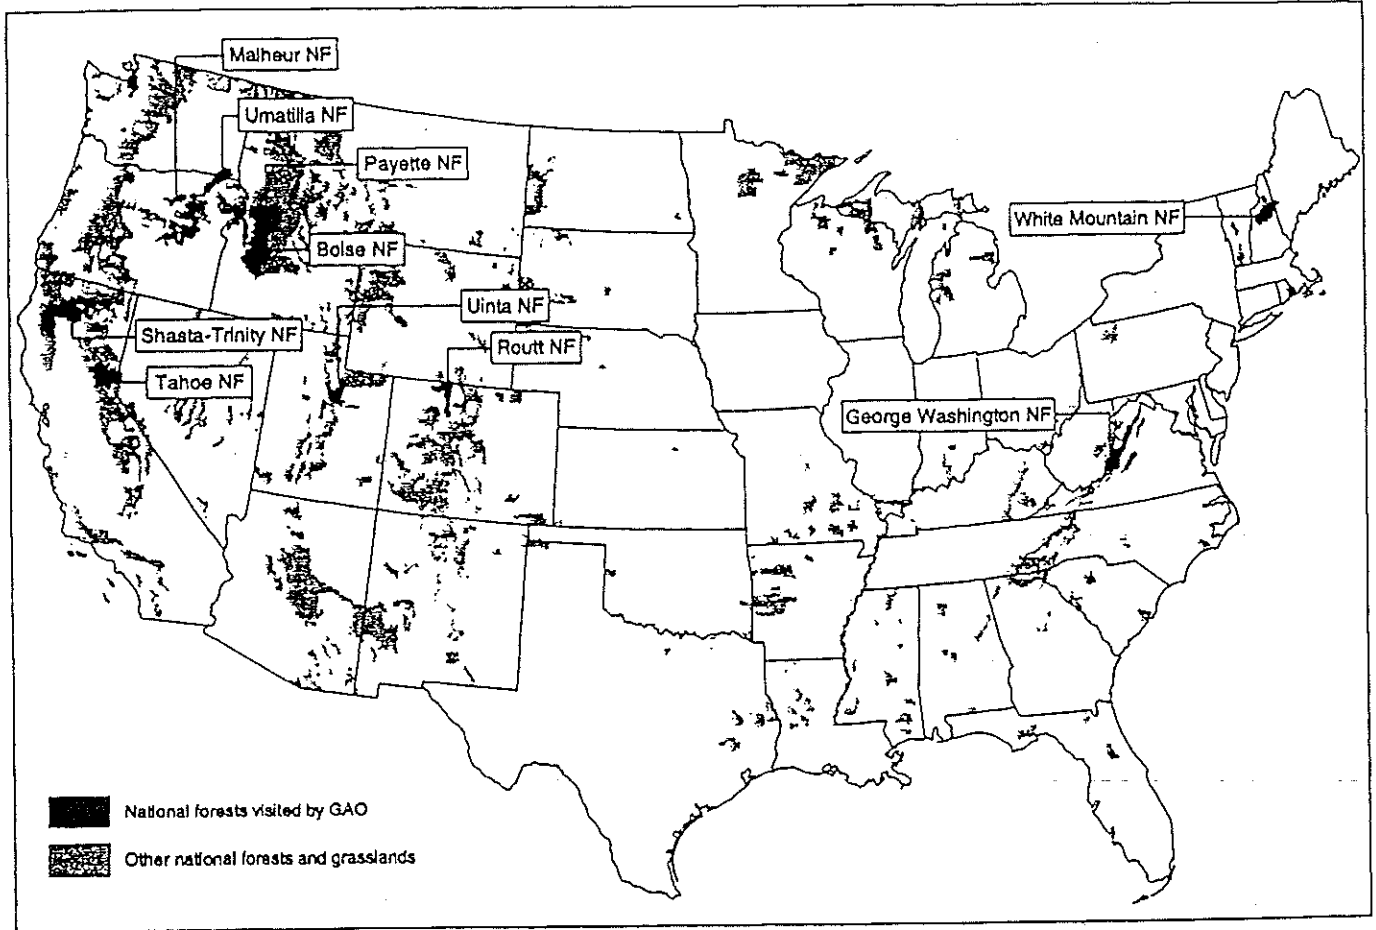 Malheur NF
Umatilla NF
Payette NF
White Mountain NF
Boise NF
Uinta NF
Shasta-Trinity NF
Routt NF
Tahoe NF
George Washington NF
National forests visited by GAO
Other national forests and grasslands